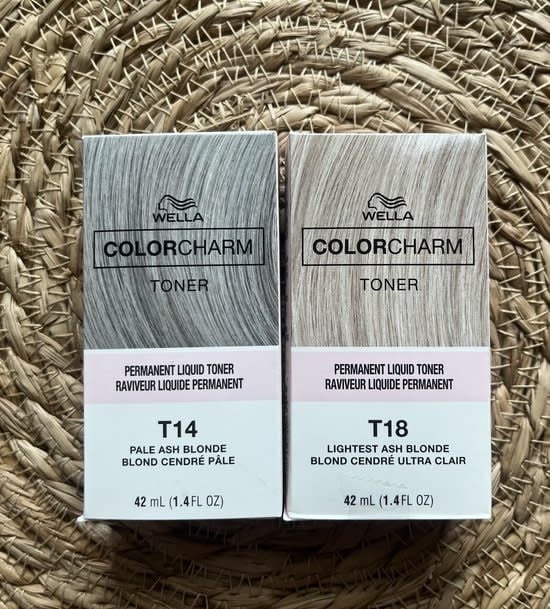 WELLA
COLORCHARM
TONER
PERMANENT LIQUID TONER
RAVIVEUR LIQUIDE PERMANENT
T14
PALE ASH BLONDE
BLOND CENDRÉ PÂLE
42 mL (1.4 FL OZ)
WELLA
COLORCHARM
TONER
PERMANENT LIQUID TONER
RAVIVEUR LIQUIDE PERMANENT
T18
LIGHTEST ASH BLONDE
BLOND CENDRÉ ULTRA CLAIR
42 mL (1.4 FL OZ)